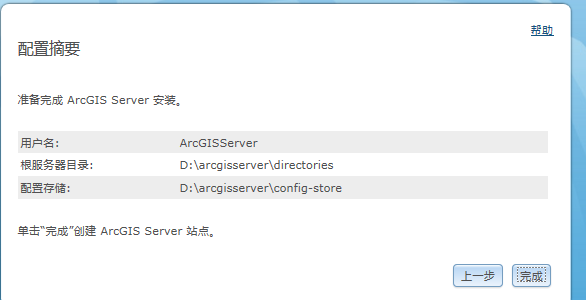 帮助
配置摘要
准备完成 ArcGIS Server 安装。
用户名: ArcGISServer
根服务器目录: D:\arcgisserver\directories
配置存储: D:\arcgisserver\config-store
单击“完成”创建 ArcGIS Server 站点。
上一步 完成